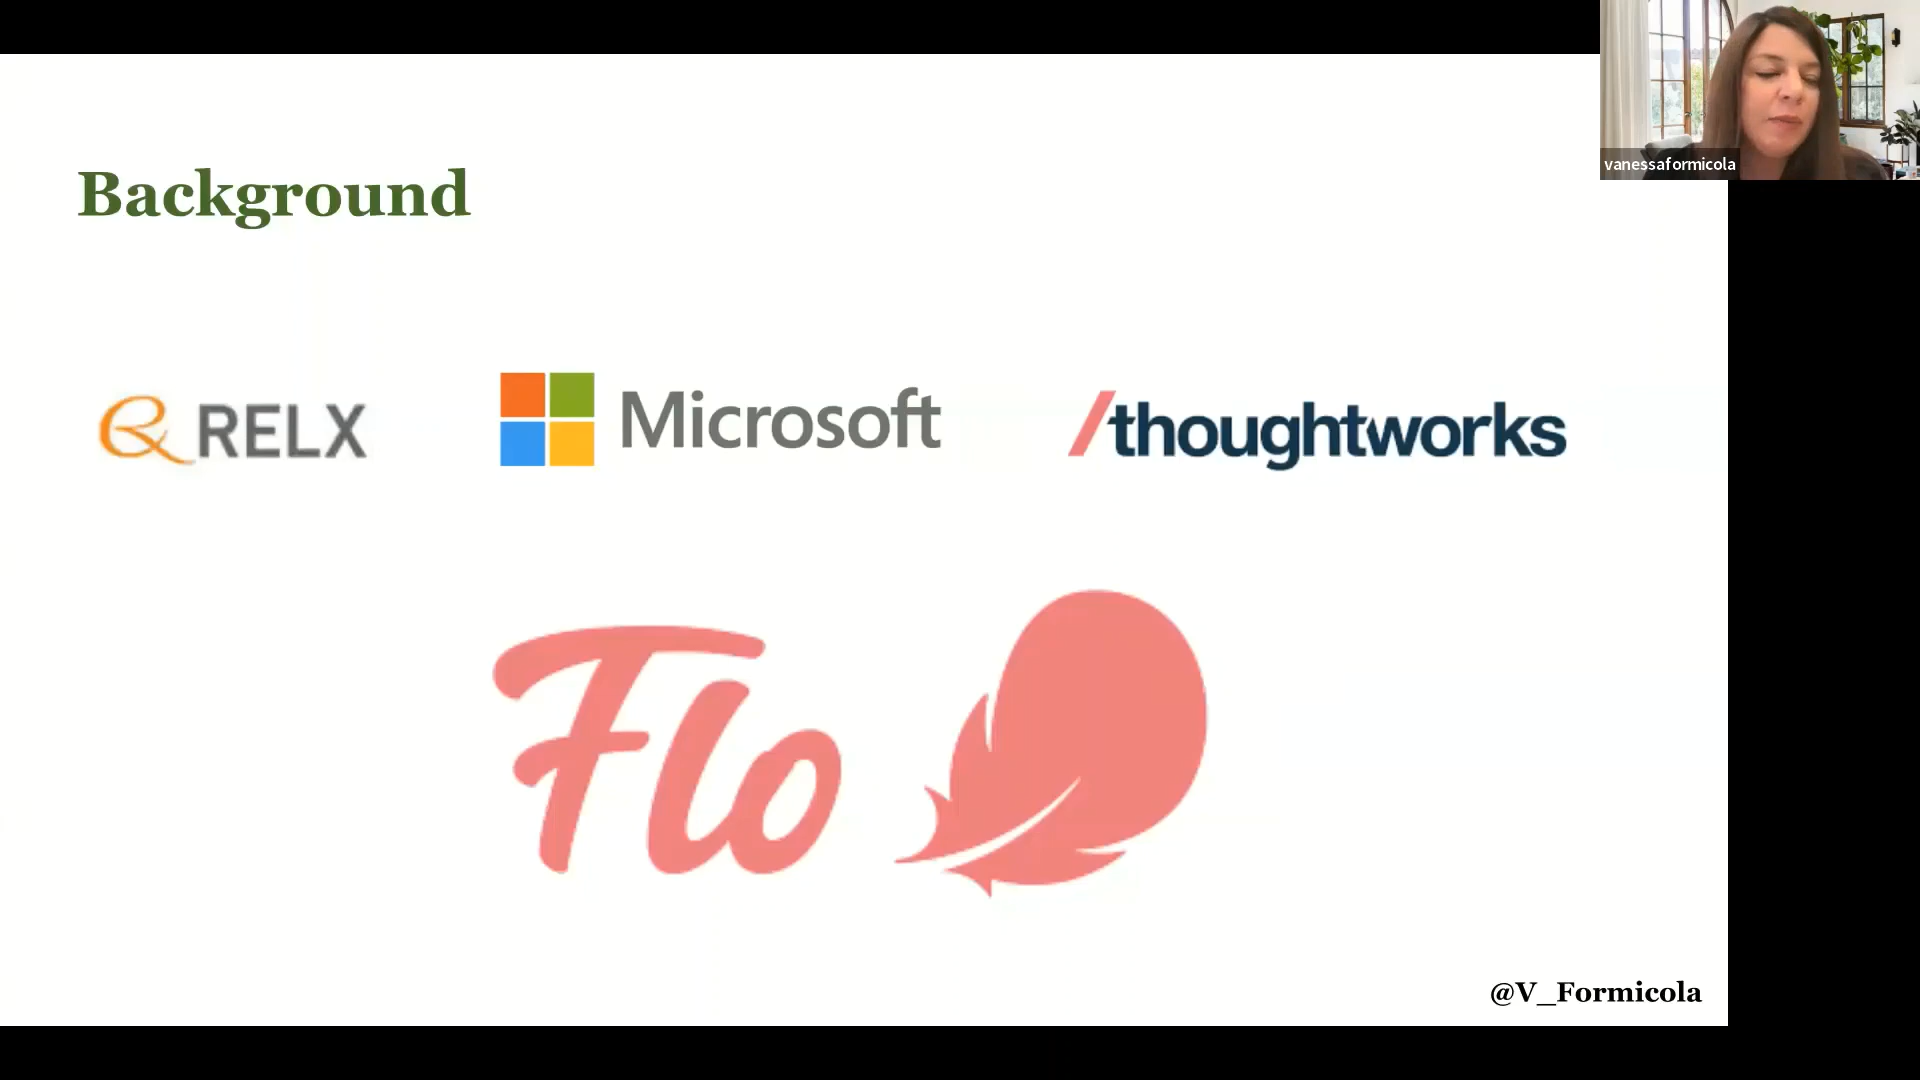 vanessaformicola
Background
RELX
Microsoft
/thoughtworks
Flo
@V_Formicola